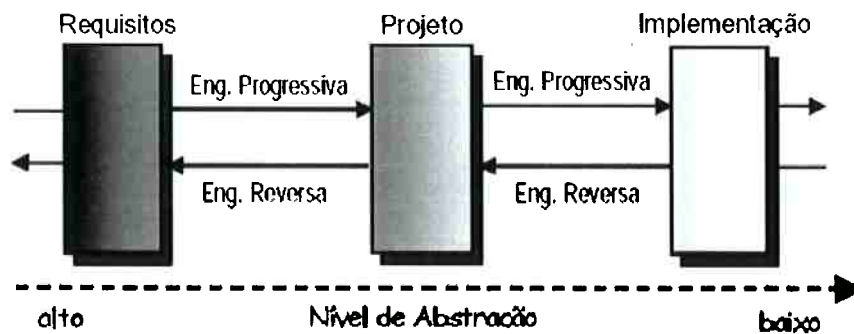 Requisitos Projeto Implementação
Eng. Progressiva Eng. Progressiva
Eng. Reversa Eng. Reversa
alto Nível de Abstração baixo